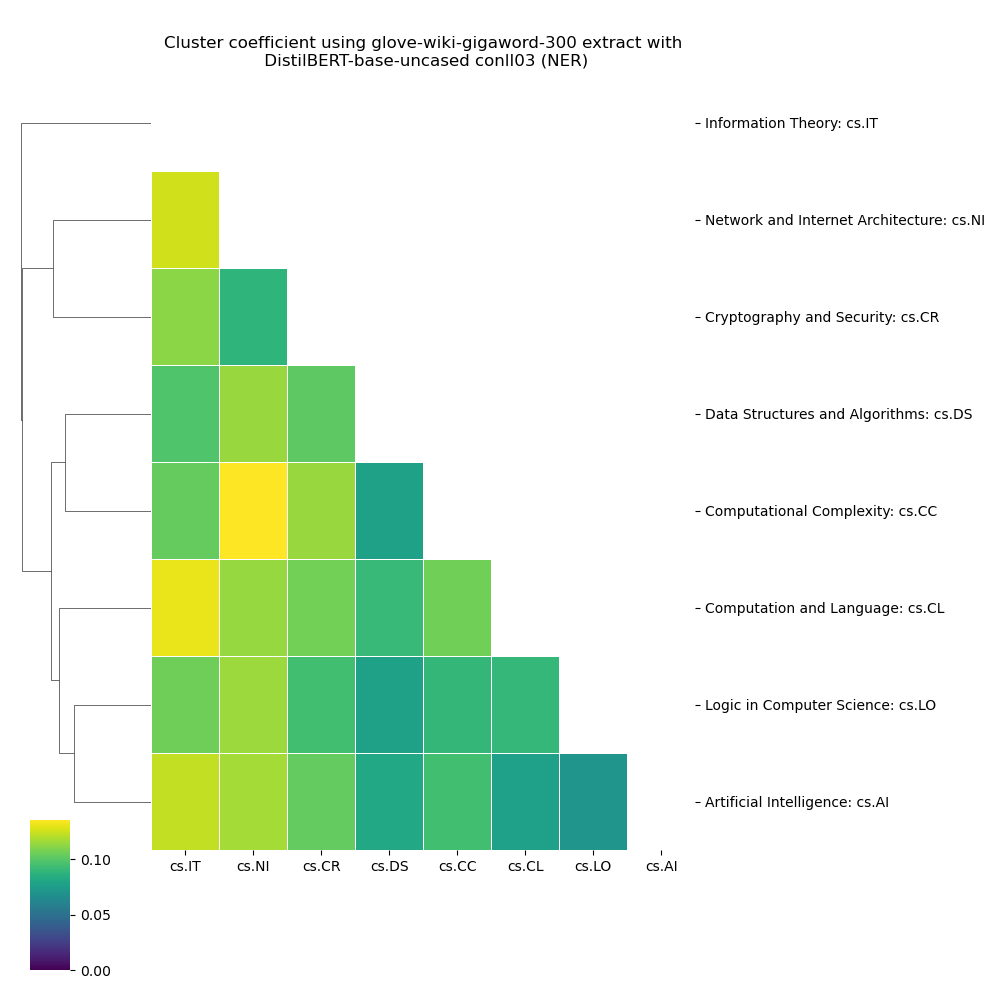 Cluster coefficient using glove-wiki-gigaword-300 extract with
DistilBERT-base-uncased conll03 (NER)
Information Theory: cs.IT
Network and Internet Architecture: cs.NI
Cryptography and Security: cs.CR
Data Structures and Algorithms: cs.DS
Computational Complexity: cs.CC
Computation and Language: cs.CL
Logic in Computer Science: cs.LO
Artificial Intelligence: cs.AI
cs.IT cs.NI cs.CR cs.DS cs.CC cs.CL cs.LO cs.AI
0.10
0.05
0.00